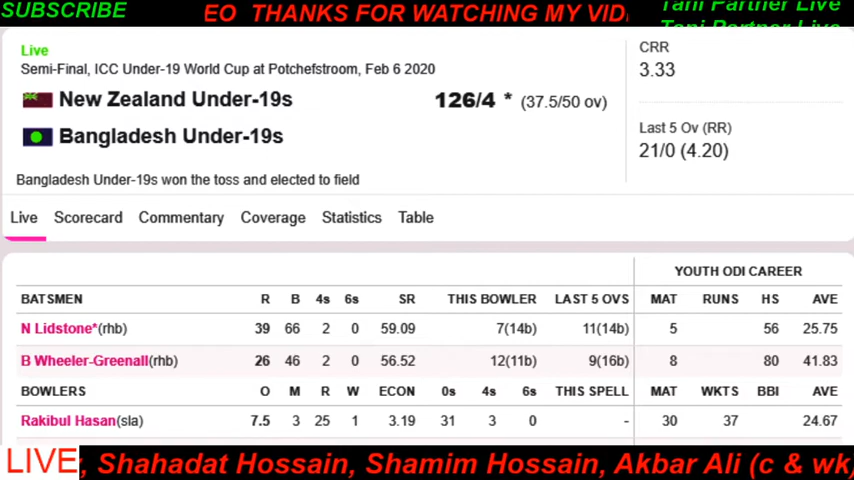 SUBSCRIBE
EO THANKS FOR WATCHING MY VID
Tani Partner Live
Tani Partner Live
Live
Semi-Final, ICC Under-19 World Cup at Potchefstroom, Feb 6 2020
New Zealand Under-19s 126/4 * (37.5/50 ov)
Bangladesh Under-19s
Bangladesh Under-19s won the toss and elected to field
CRR
3.33
Last 5 Ov (RR)
21/0 (4.20)
Live Scorecard Commentary Coverage Statistics Table
YOUTH ODI CAREER
BATSMEN R B 4s 6s SR THIS BOWLER LAST 5 OVS MAT RUNS HS AVE
N Lidstone*(rhb) 39 66 2 0 59.09 7(14b) 11(14b) 5 56 25.75
B Wheeler-Greenall(rhb) 26 46 2 0 56.52 12(11b) 9(16b) 8 80 41.83
BOWLERS O M R W ECON 0s 4s 6s THIS SPELL MAT WKTS BBI AVE
Rakibul Hasan(sla) 7.5 3 25 1 3.19 31 3 0 - 30 37 24.67
LIVE , Shahadat Hossain, Shamim Hossain, Akbar Ali (c & wk)